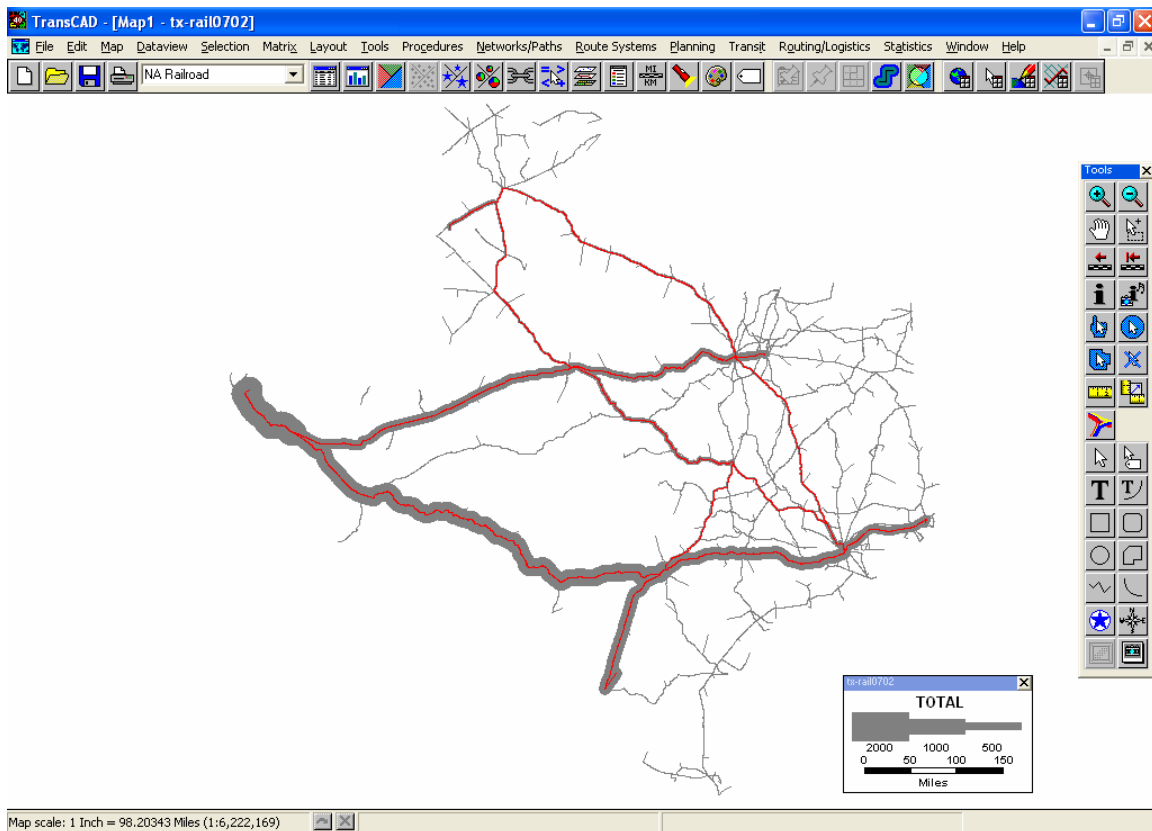 TransCAD - [Map1 - tx-rail0702]
File Edit Map Dataview Selection Matrix Layout Tools Procedures Networks/Paths Route Systems Planning Transit Routing/Logistics Statistics Window Help
NA Railroad
MI
KM
Tools
T T
N
W E
S
tx-rail0702
TOTAL
2000 1000 500
0 50 100 150
Miles
Map scale: 1 Inch = 98.20343 Miles (1:6,222,169)